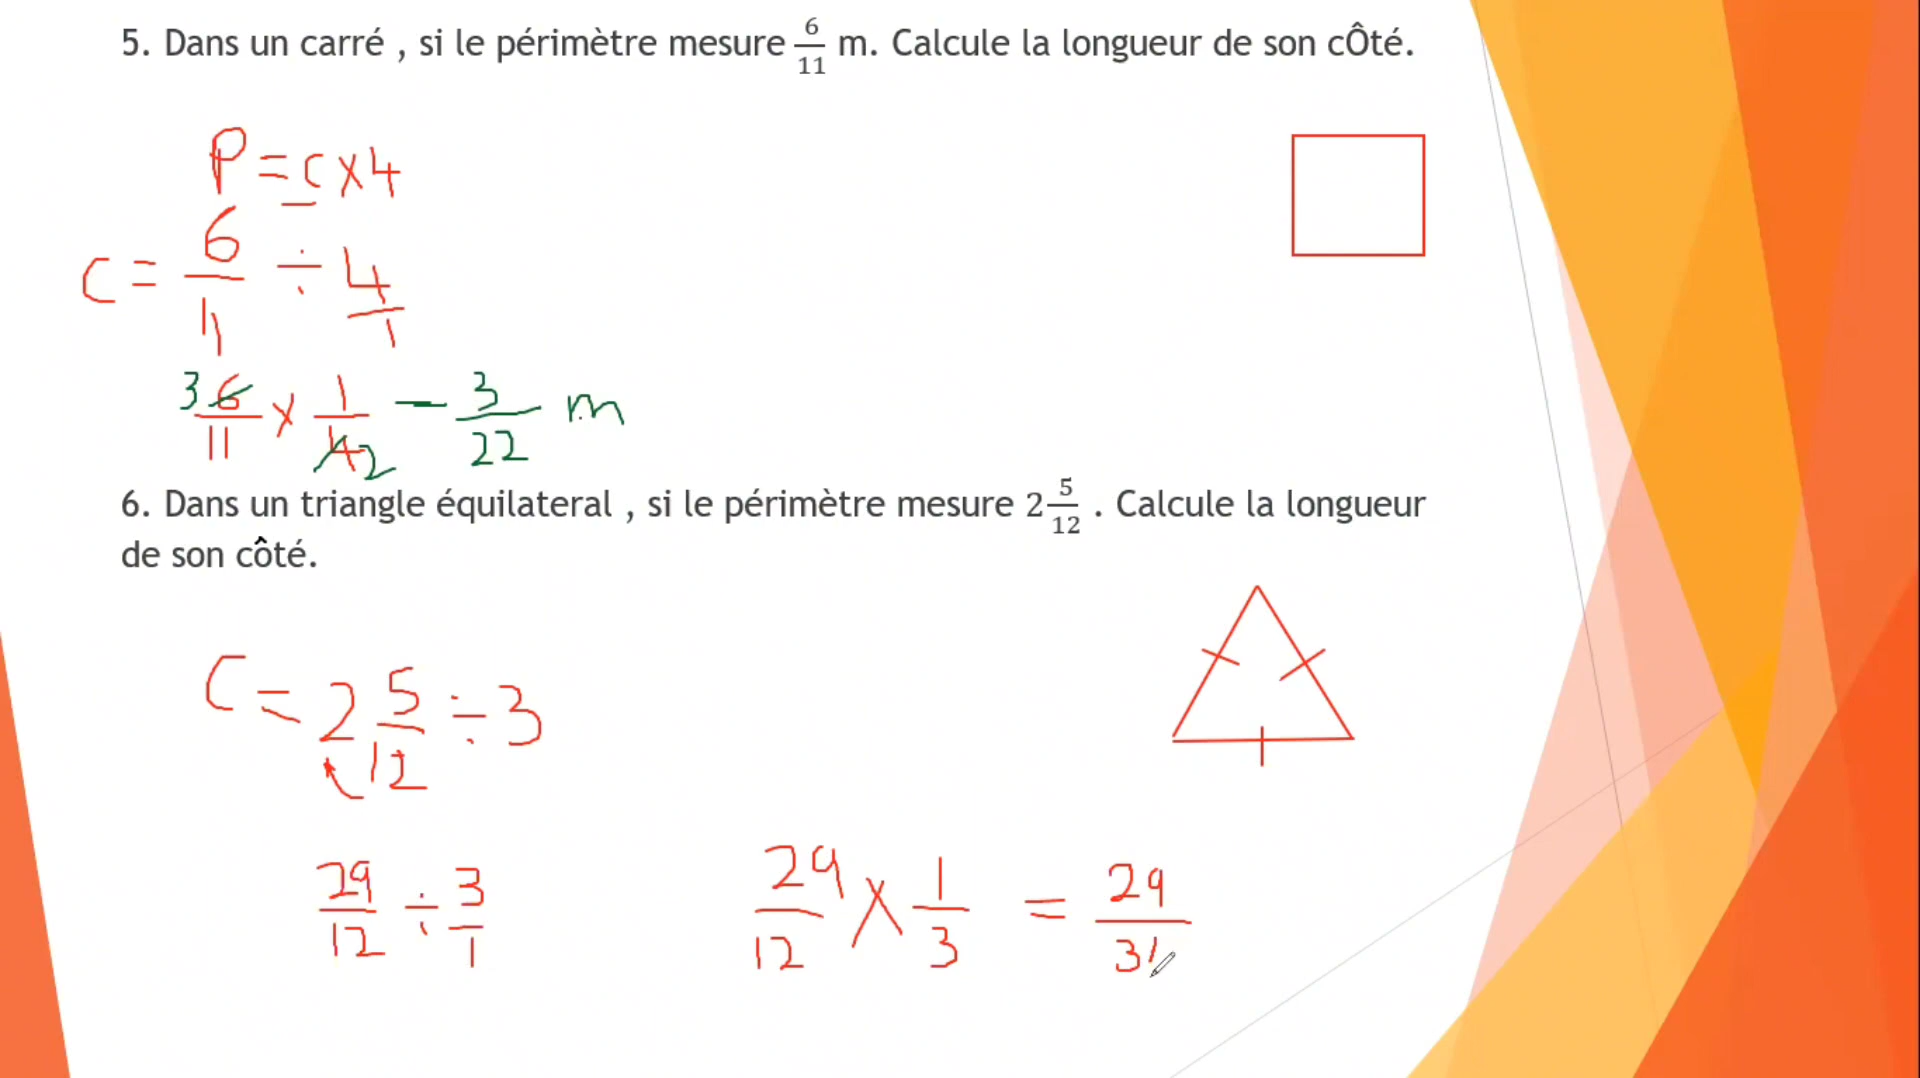 5. Dans un carré , si le périmètre mesure 6/11 m. Calcule la longueur de son cÔté.
P = c x 4
C = 6/11 ÷ 4/1
3 6/11 x 1/4 2 − 3/22 m
6. Dans un triangle équilateral , si le périmètre mesure 2 5/12 . Calcule la longueur
de son côté.
C = 2 5/12 ÷ 3
29/12 ÷ 3/1
29/12 x 1/3 = 29/3